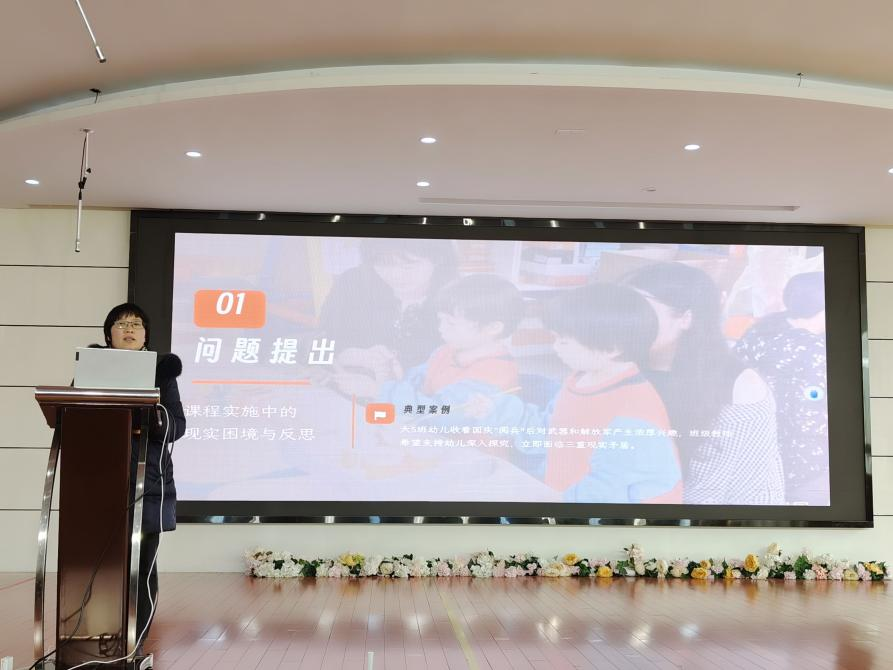 01
问题提出
课程实施中的
现实困境与反思
典型案例
大5班幼儿收看国庆“阅兵”后对武器和解放军产生浓厚兴趣，班级教师
希望支持幼儿深入探究，立即面临三重现实矛盾。